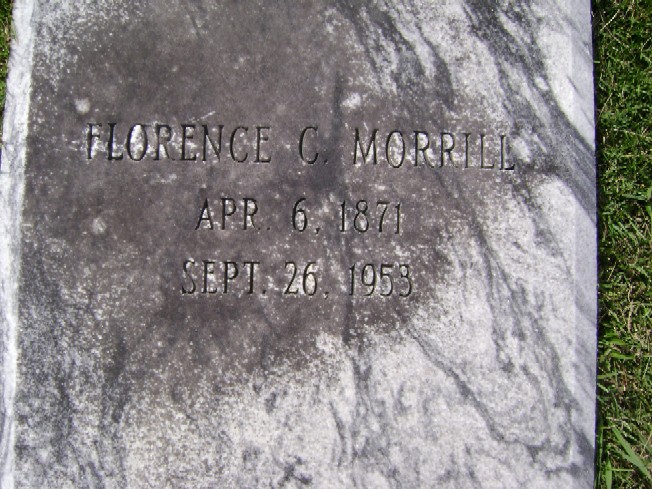 FLORENCE C. MORRILL
APR. 6, 1871
SEPT. 26, 1953